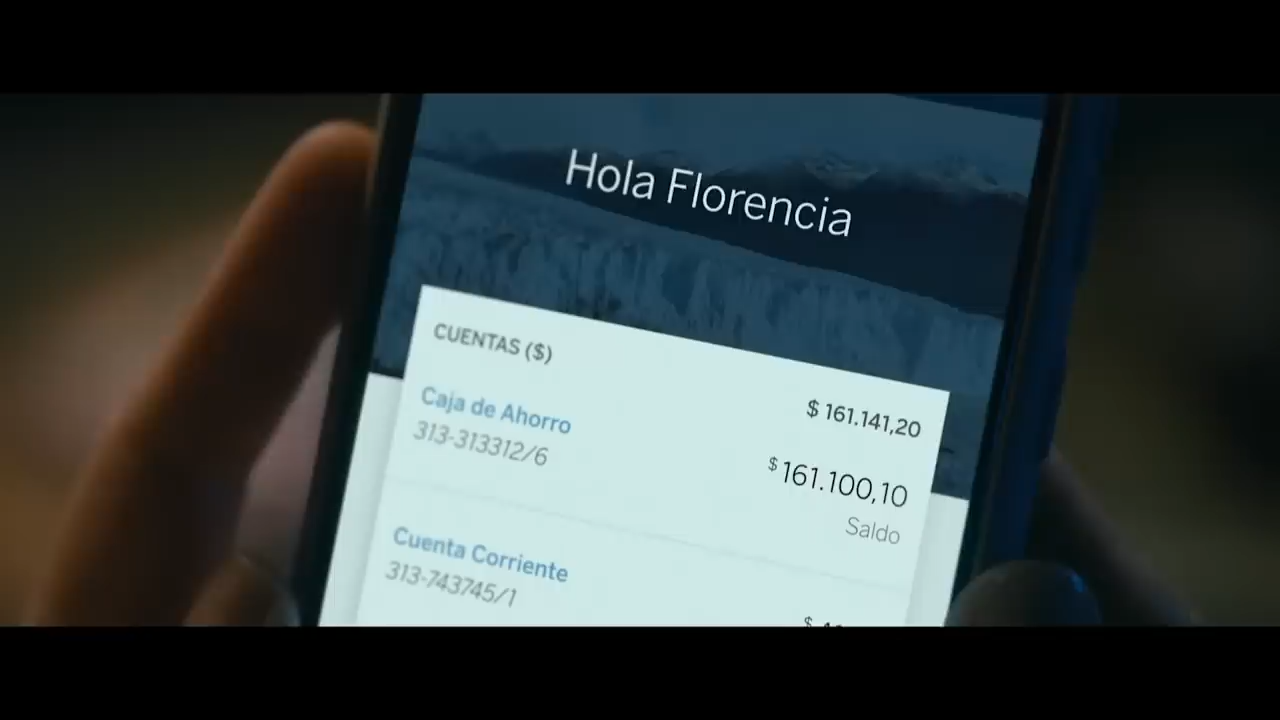 Hola Florencia
CUENTAS ($)
$ 161.141,20
Caja de Ahorro
313-313312/6
$ 161.100,10
Saldo
Cuenta Corriente
313-743745/1
$